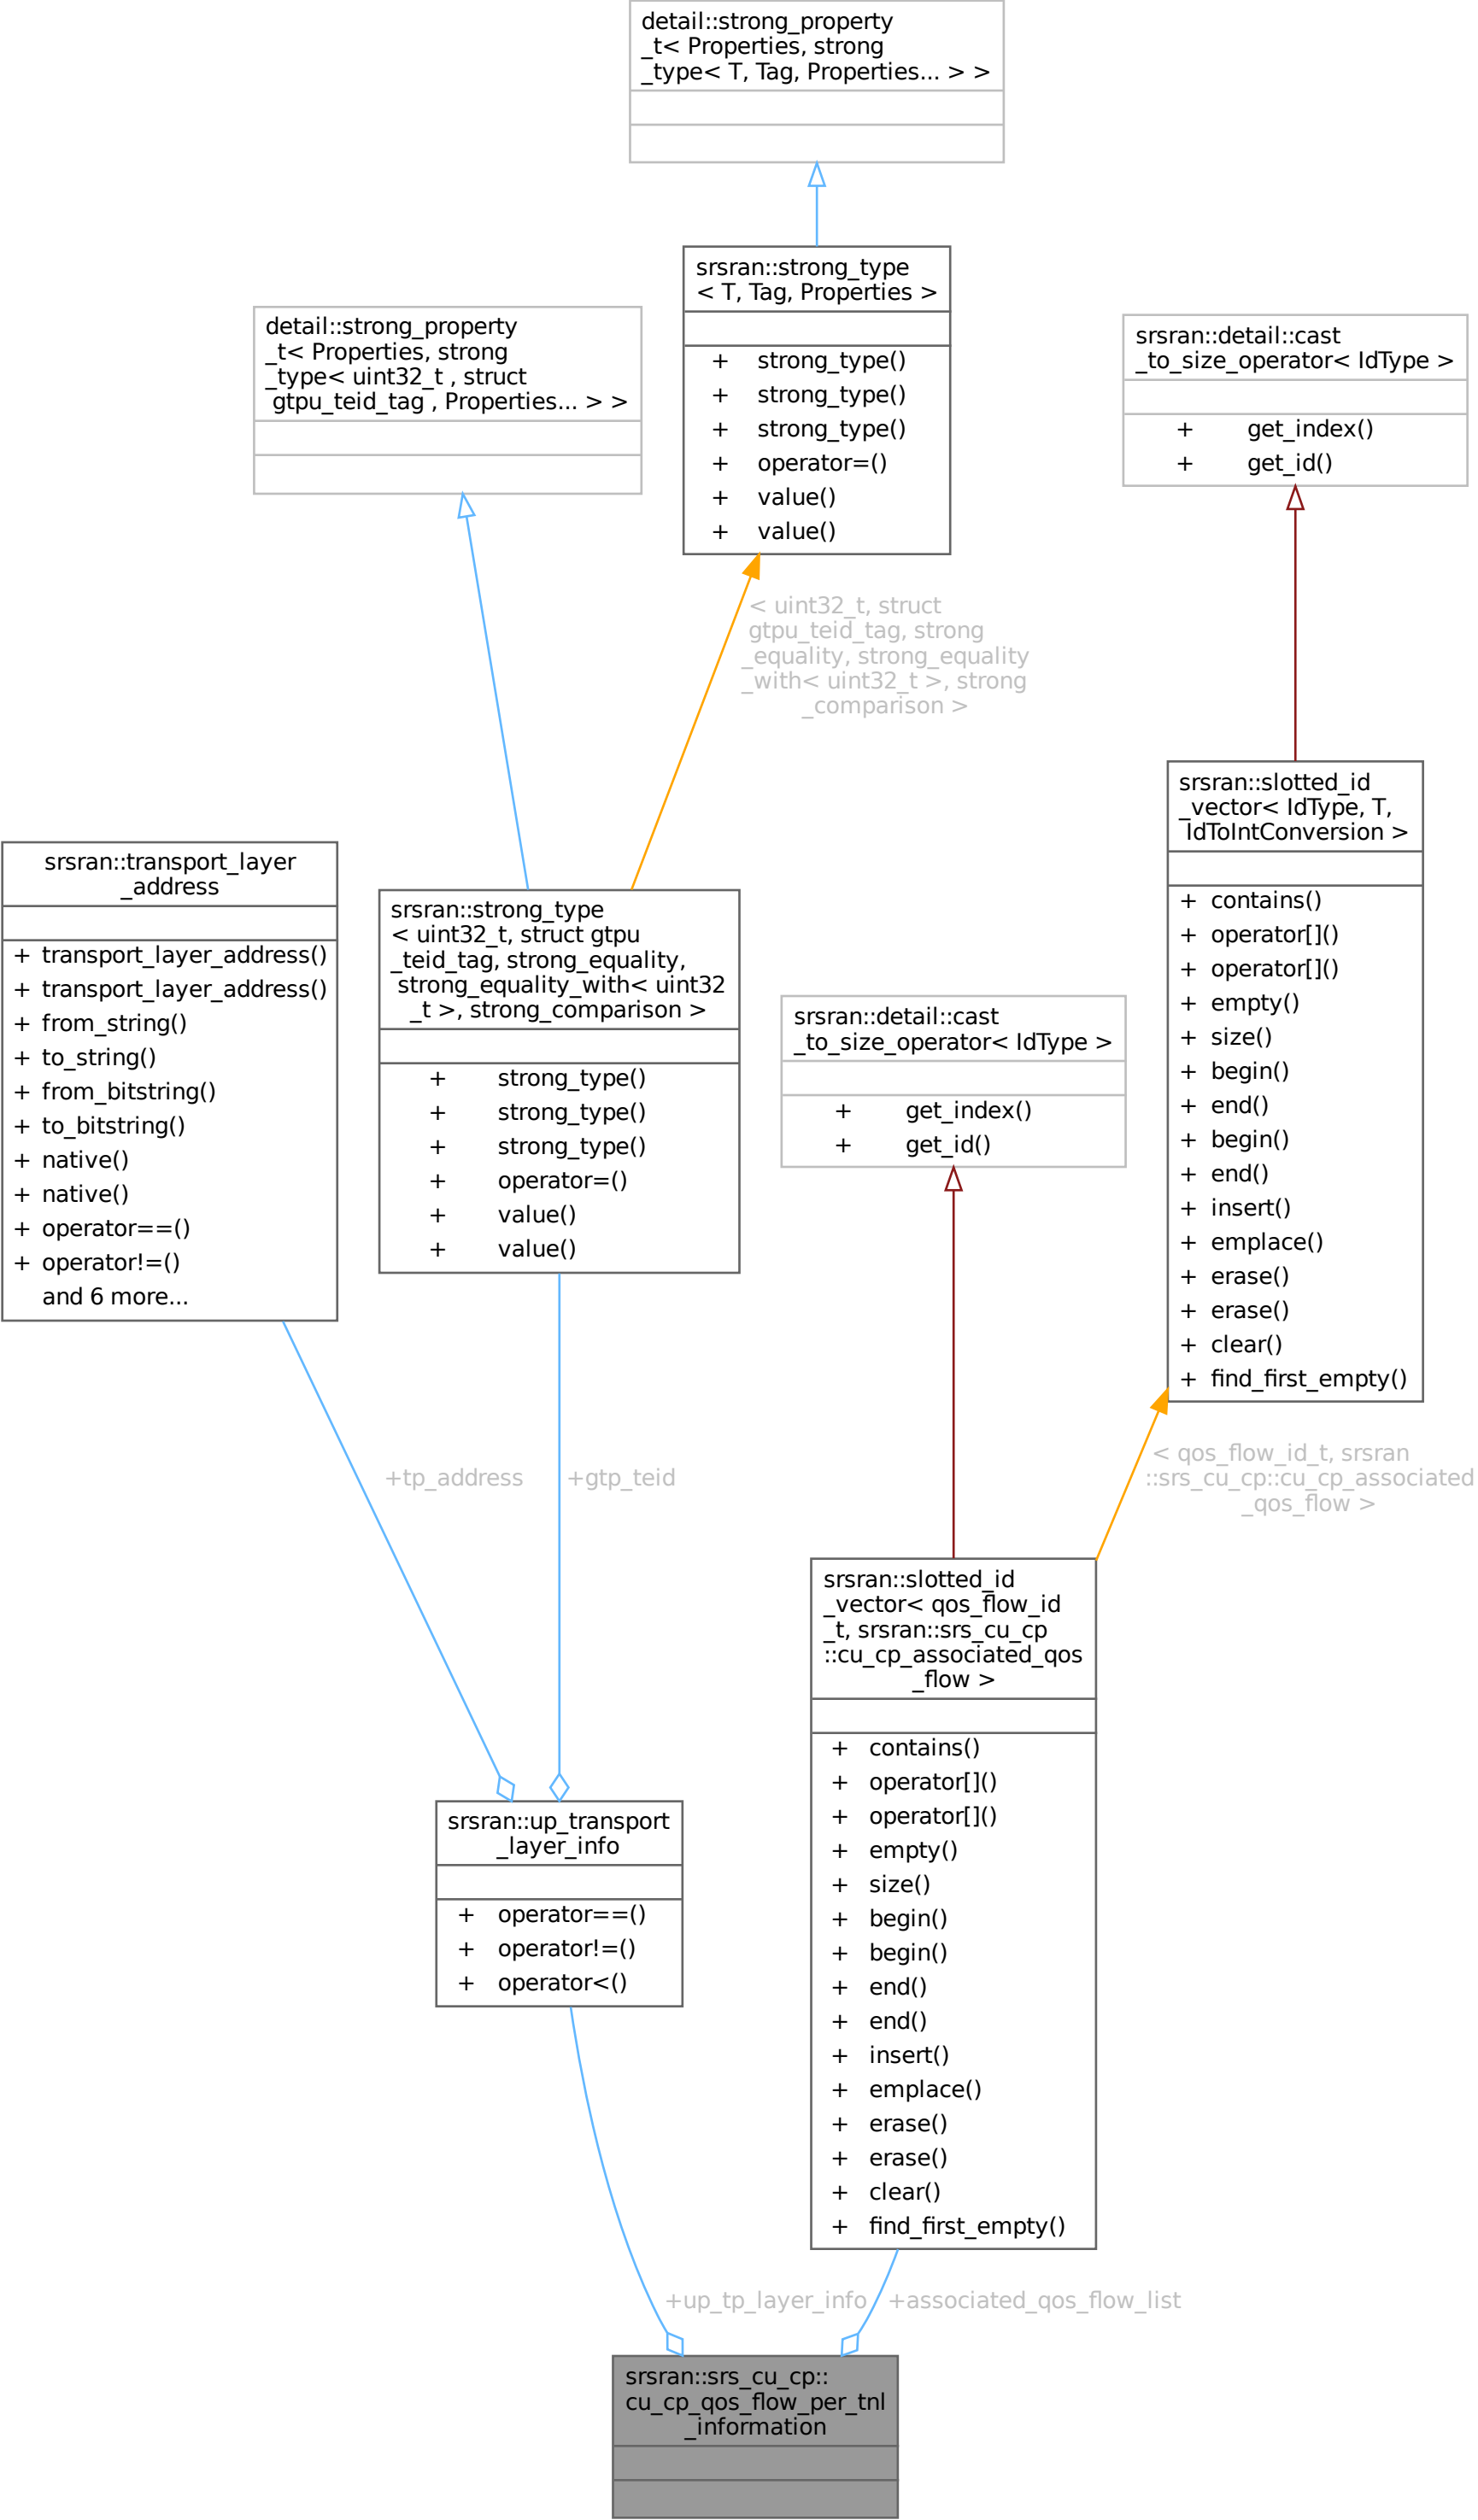 detail::strong_property
_t< Properties, strong
_type< T, Tag, Properties... > >
srsran::strong_type
< T, Tag, Properties >
+ strong_type()
+ strong_type()
+ strong_type()
+ operator=()
+ value()
+ value()
detail::strong_property
_t< Properties, strong
_type< uint32_t , struct
gtpu_teid_tag , Properties... > >
srsran::detail::cast
_to_size_operator< IdType >
+ get_index()
+ get_id()
< uint32_t, struct
gtpu_teid_tag, strong
_equality, strong_equality
_with< uint32_t >, strong
_comparison >
srsran::slotted_id
_vector< IdType, T,
IdToIntConversion >
+ contains()
+ operator[]()
+ operator[]()
+ empty()
+ size()
+ begin()
+ end()
+ begin()
+ end()
+ insert()
+ emplace()
+ erase()
+ erase()
+ clear()
+ find_first_empty()
srsran::transport_layer
_address
+ transport_layer_address()
+ transport_layer_address()
+ from_string()
+ to_string()
+ from_bitstring()
+ to_bitstring()
+ native()
+ native()
+ operator==()
+ operator!=()
and 6 more...
srsran::strong_type
< uint32_t, struct gtpu
_teid_tag, strong_equality,
strong_equality_with< uint32
_t >, strong_comparison >
+ strong_type()
+ strong_type()
+ strong_type()
+ operator=()
+ value()
+ value()
srsran::detail::cast
_to_size_operator< IdType >
+ get_index()
+ get_id()
+tp_address
+gtp_teid
< qos_flow_id_t, srsran
::srs_cu_cp::cu_cp_associated
_qos_flow >
srsran::slotted_id
_vector< qos_flow_id
_t, srsran::srs_cu_cp
::cu_cp_associated_qos
_flow >
+ contains()
+ operator[]()
+ operator[]()
+ empty()
+ size()
+ begin()
+ begin()
+ end()
+ end()
+ insert()
+ emplace()
+ erase()
+ erase()
+ clear()
+ find_first_empty()
srsran::up_transport
_layer_info
+ operator==()
+ operator!=()
+ operator<()
+up_tp_layer_info
+associated_qos_flow_list
srsran::srs_cu_cp::
cu_cp_qos_flow_per_tnl
_information